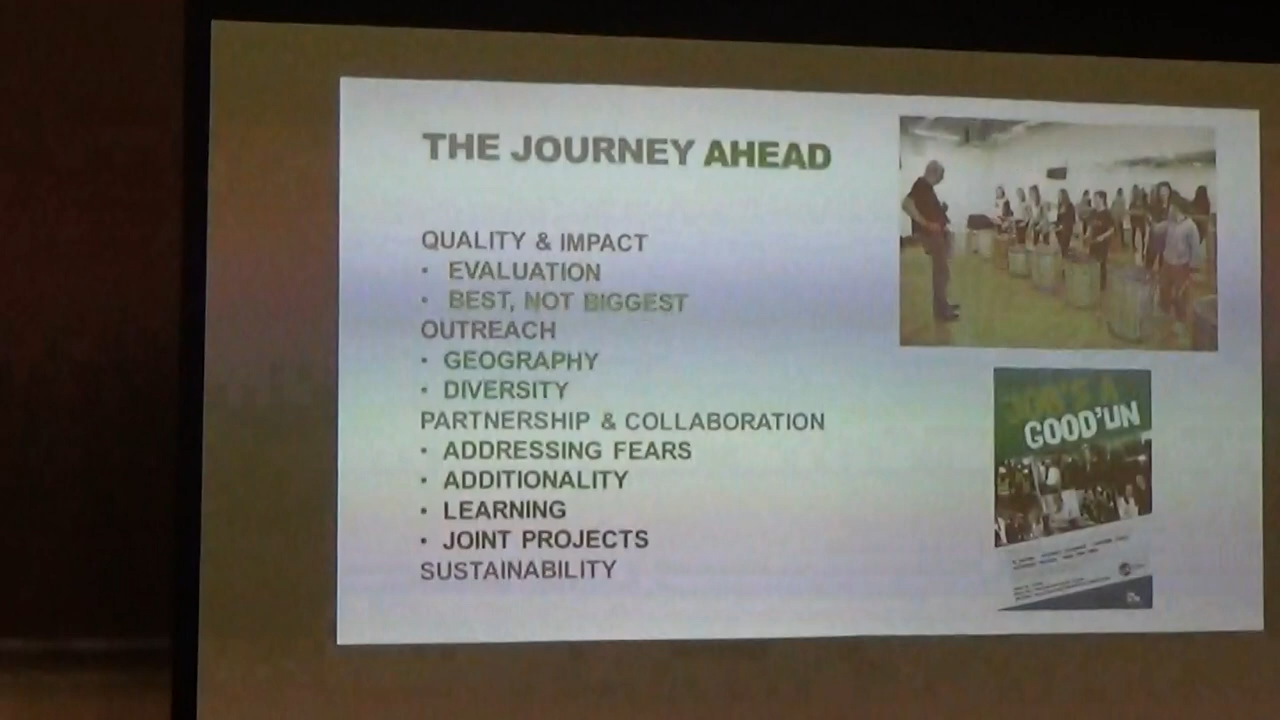 THE JOURNEY AHEAD
QUALITY & IMPACT
• EVALUATION
• BEST, NOT BIGGEST
OUTREACH
• GEOGRAPHY
• DIVERSITY
PARTNERSHIP & COLLABORATION
• ADDRESSING FEARS
• ADDITIONALITY
• LEARNING
• JOINT PROJECTS
SUSTAINABILITY
GOOD'UN